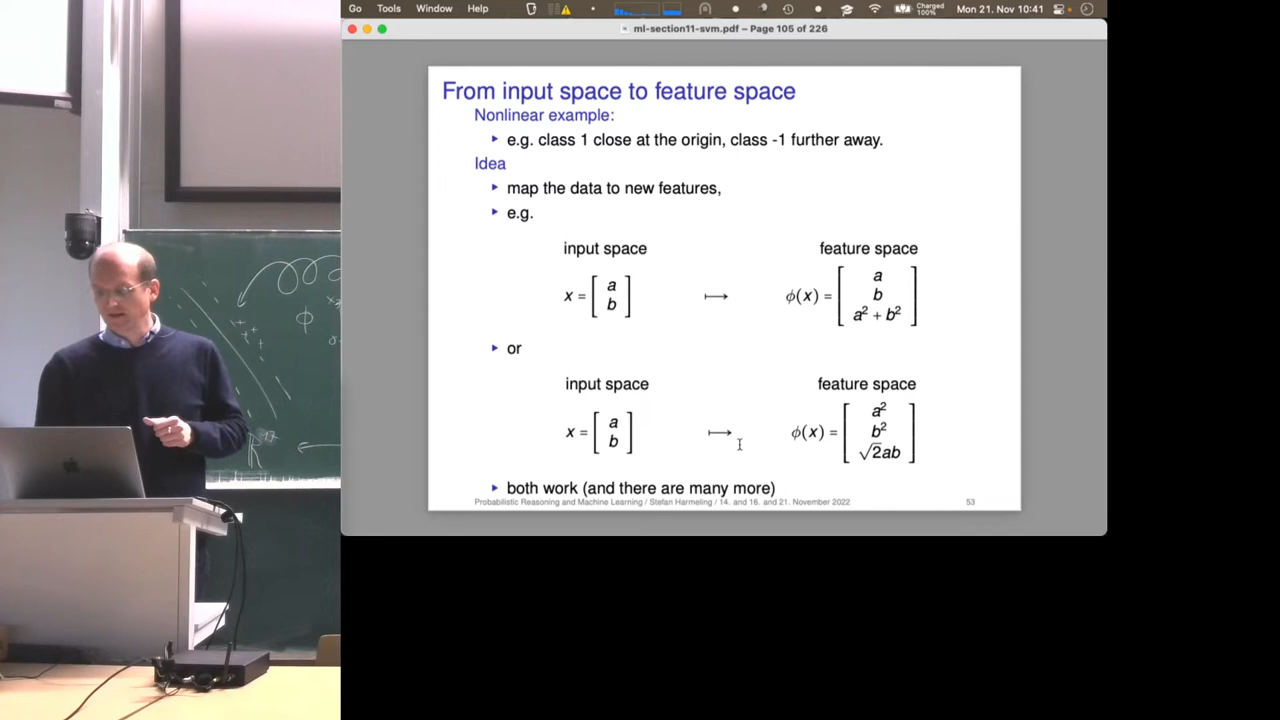 Go Tools Window Help Charged 100% Mon 21. Nov 10:41
ml-section11-svm.pdf – Page 105 of 226
From input space to feature space
Nonlinear example:
e.g. class 1 close at the origin, class -1 further away.
Idea
map the data to new features,
e.g.
input space feature space
x = [ a b ] ⟼ ϕ(x) = [ a b a² + b² ]
or
input space feature space
x = [ a b ] ⟼ ϕ(x) = [ a² b² √2ab ]
both work (and there are many more)
Probabilistic Reasoning and Machine Learning / Stefan Harmeling / 14. and 16. and 21. November 2022 53
ϕ